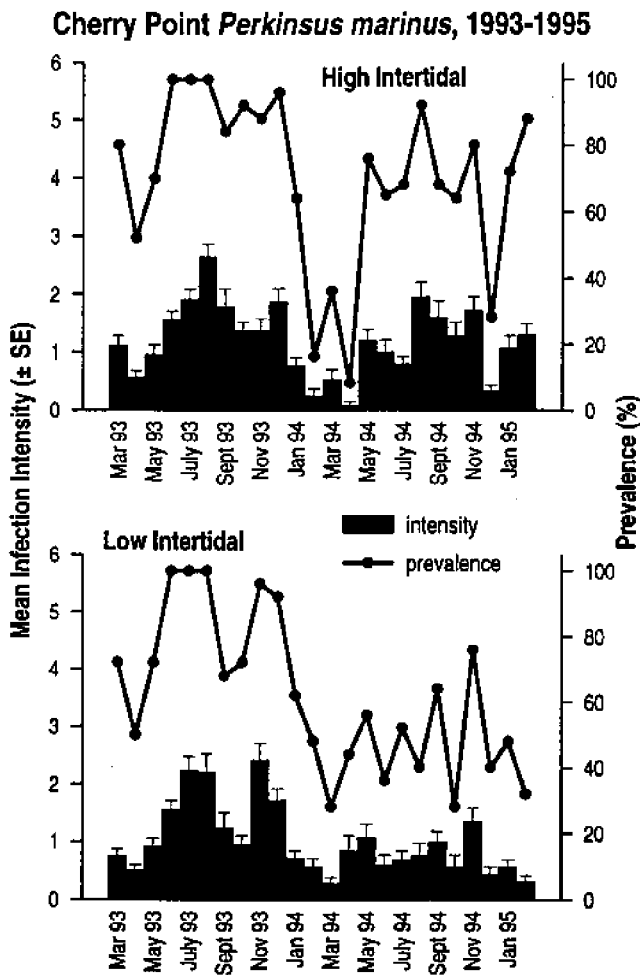 Cherry Point Perkinsus marinus, 1993-1995
High Intertidal
6
5
4
3
2
1
0
100
80
60
40
20
0
Mar 93
May 93
July 93
Sept 93
Nov 93
Jan 94
Mar 94
May 94
July 94
Sept 94
Nov 94
Jan 95
Mean Infection Intensity (± SE)
Prevalence (%)
intensity
prevalence
Low Intertidal
6
5
4
3
2
1
0
100
80
60
40
20
0
Mar 93
May 93
July 93
Sept 93
Nov 93
Jan 94
Mar 94
May 94
July 94
Sept 94
Nov 94
Jan 95